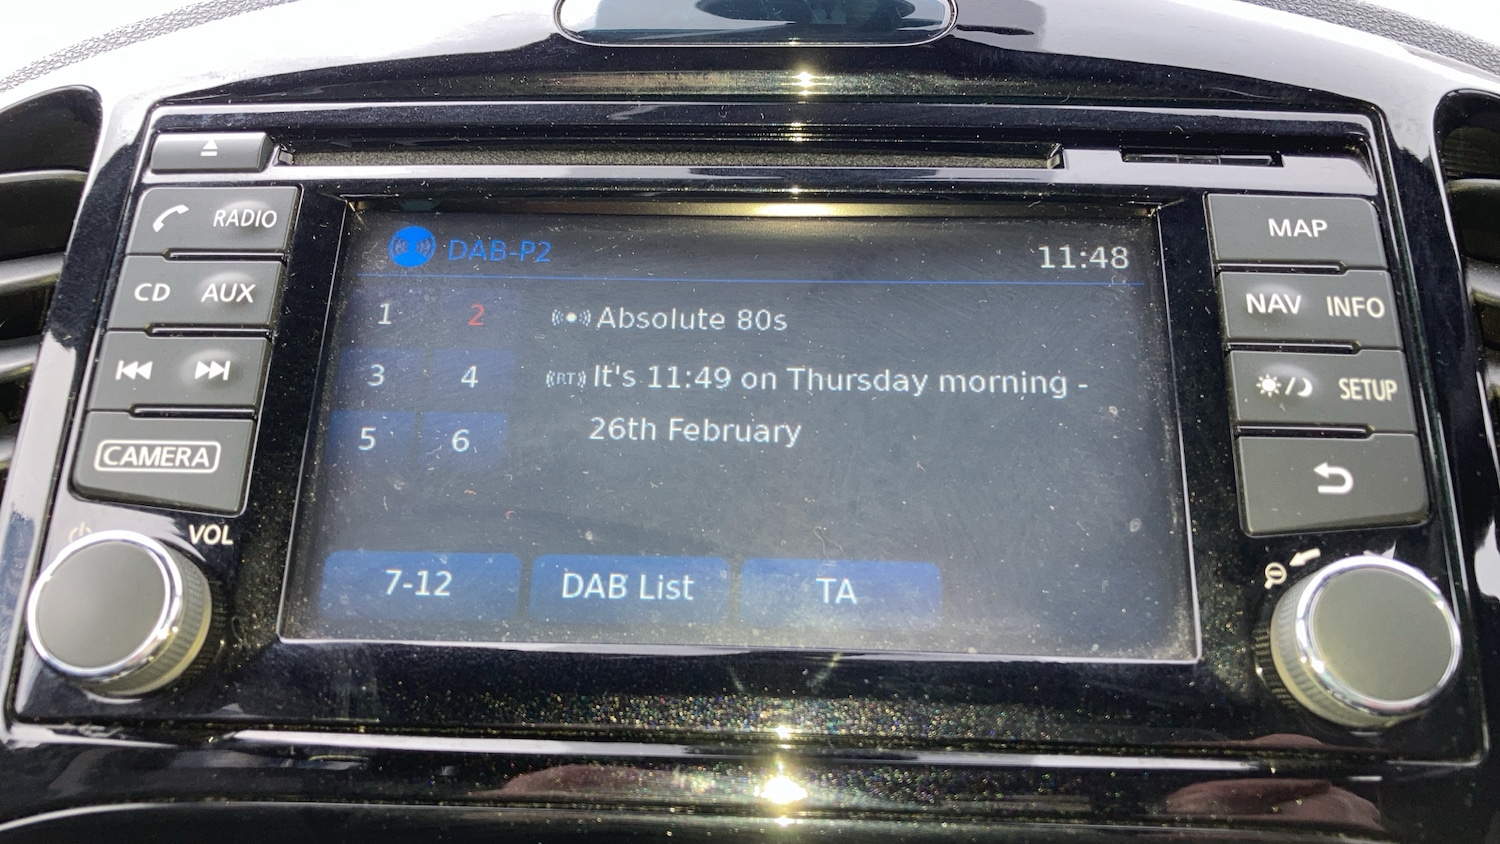 RADIO
CD AUX
CAMERA
VOL
DAB-P2
11:48
1 2
3 4
5 6
Absolute 80s
(RT) It's 11:49 on Thursday morning -
26th February
7-12
DAB List
TA
MAP
NAV INFO
SETUP